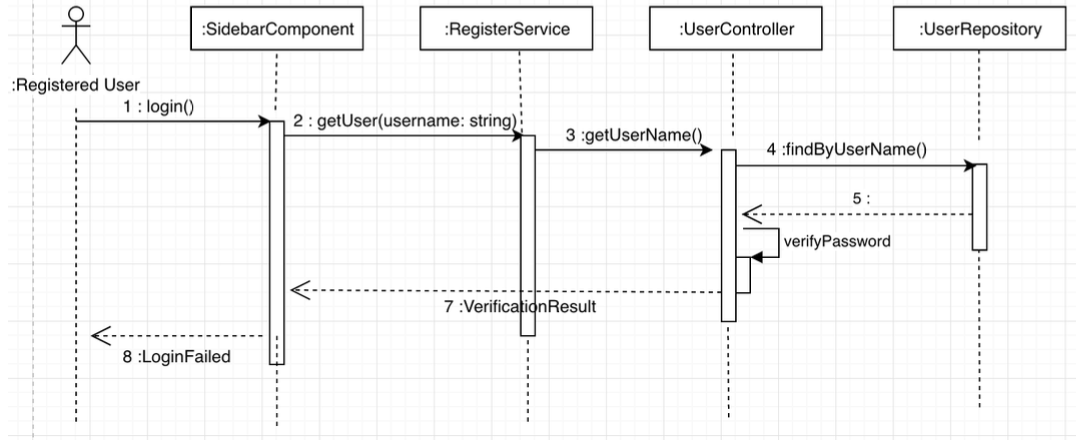 :SidebarComponent
:RegisterService
:UserController
:UserRepository
:Registered User
1 : login()
2 : getUser(username: string)
3 :getUserName()
4 :findByUserName()
5 :
verifyPassword
7 :VerificationResult
8 :LoginFailed